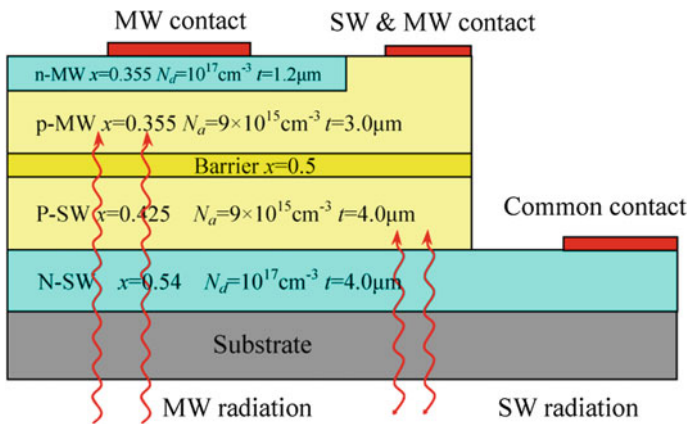 MW contact
SW & MW contact
n-MW x=0.355 Nd=10¹⁷cm⁻³ t=1.2μm
p-MW x=0.355 Na=9×10¹⁵cm⁻³ t=3.0μm
Barrier x=0.5
P-SW x=0.425 Na=9×10¹⁵cm⁻³ t=4.0μm
Common contact
N-SW x=0.54 Nd=10¹⁷cm⁻³ t=4.0μm
Substrate
MW radiation
SW radiation